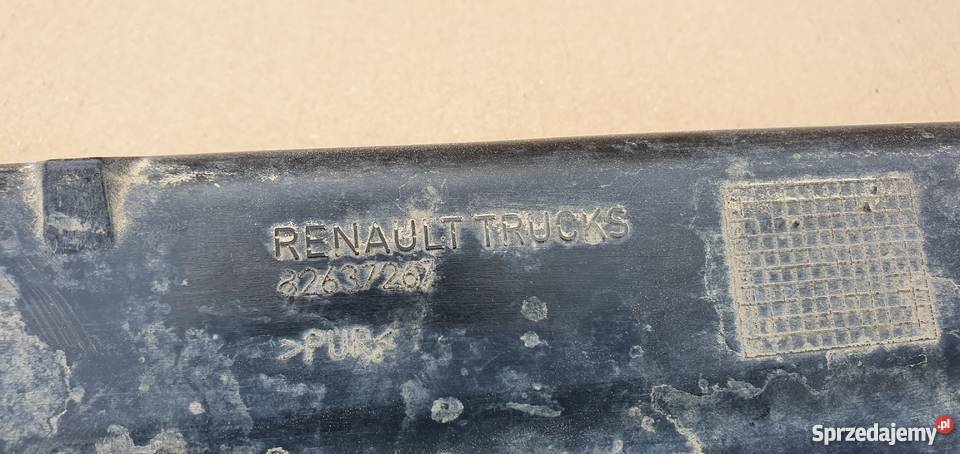 RENAULT TRUCKS
82637267
>PUR<
Sprzedajemy.pl